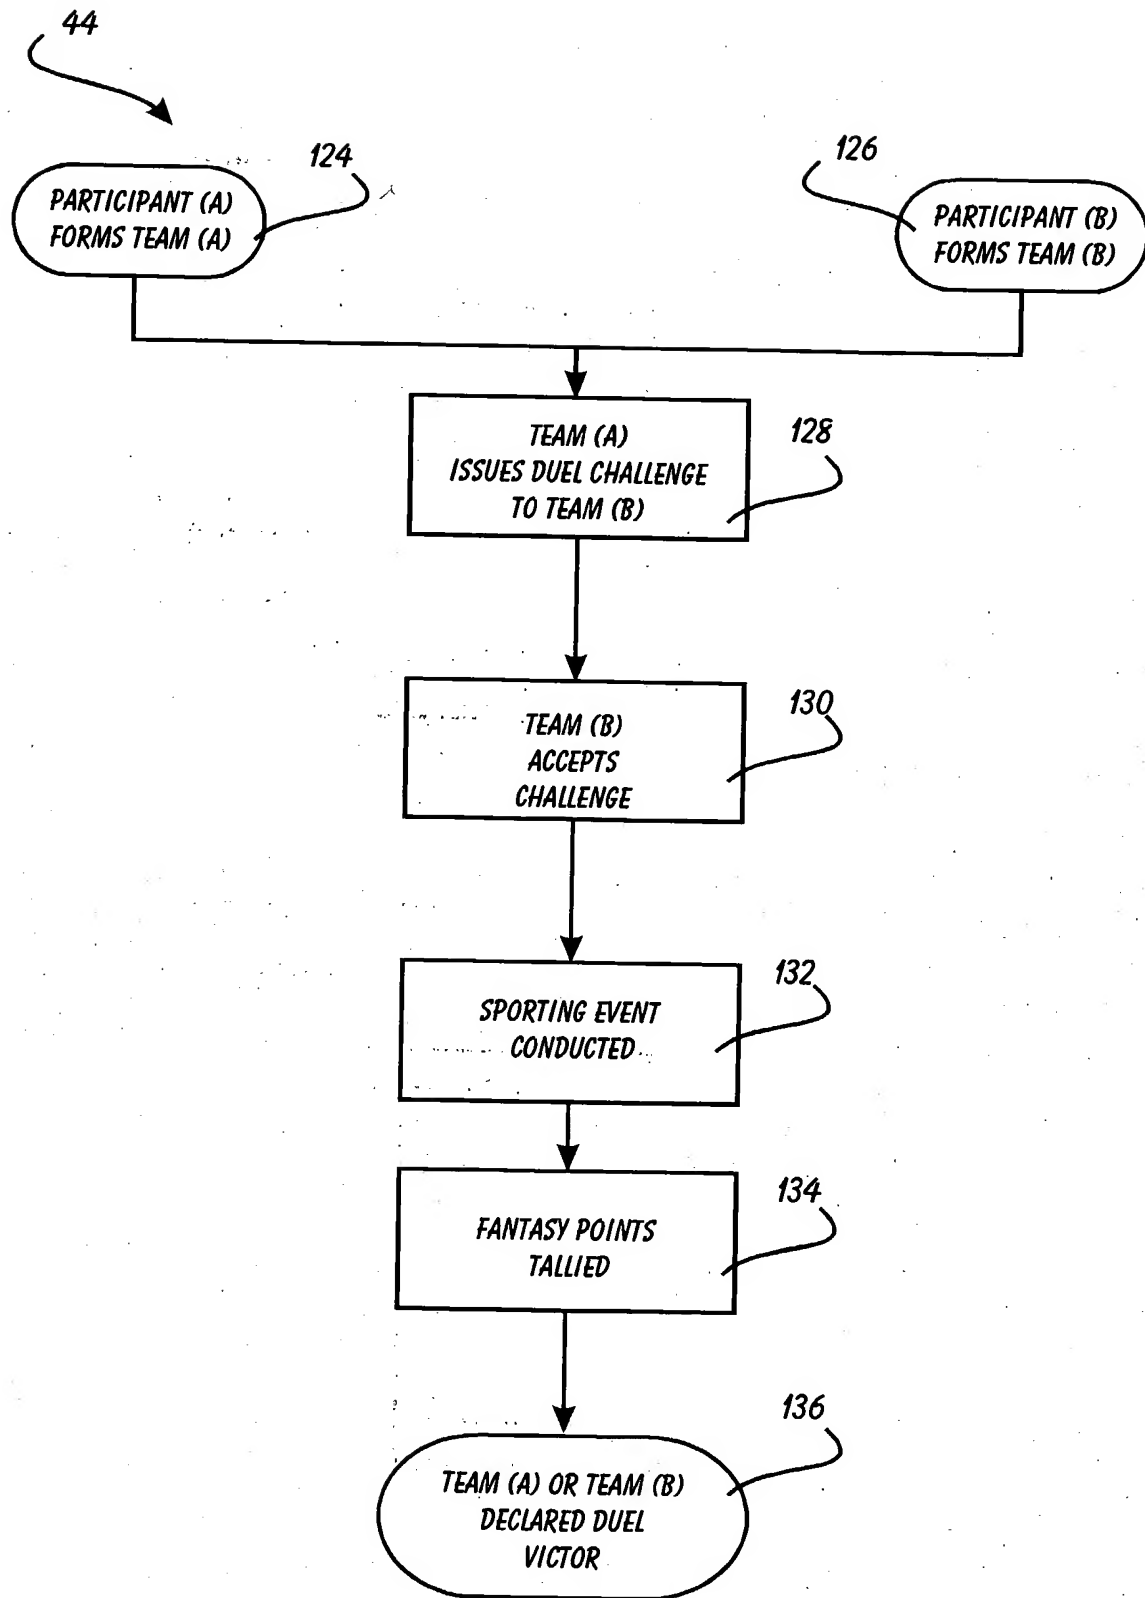 44
124
PARTICIPANT (A)
FORMS TEAM (A)
126
PARTICIPANT (B)
FORMS TEAM (B)
TEAM (A)
ISSUES DUEL CHALLENGE
TO TEAM (B)
128
TEAM (B)
ACCEPTS
CHALLENGE
130
SPORTING EVENT
CONDUCTED
132
FANTASY POINTS
TALLIED
134
TEAM (A) OR TEAM (B)
DECLARED DUEL
VICTOR
136